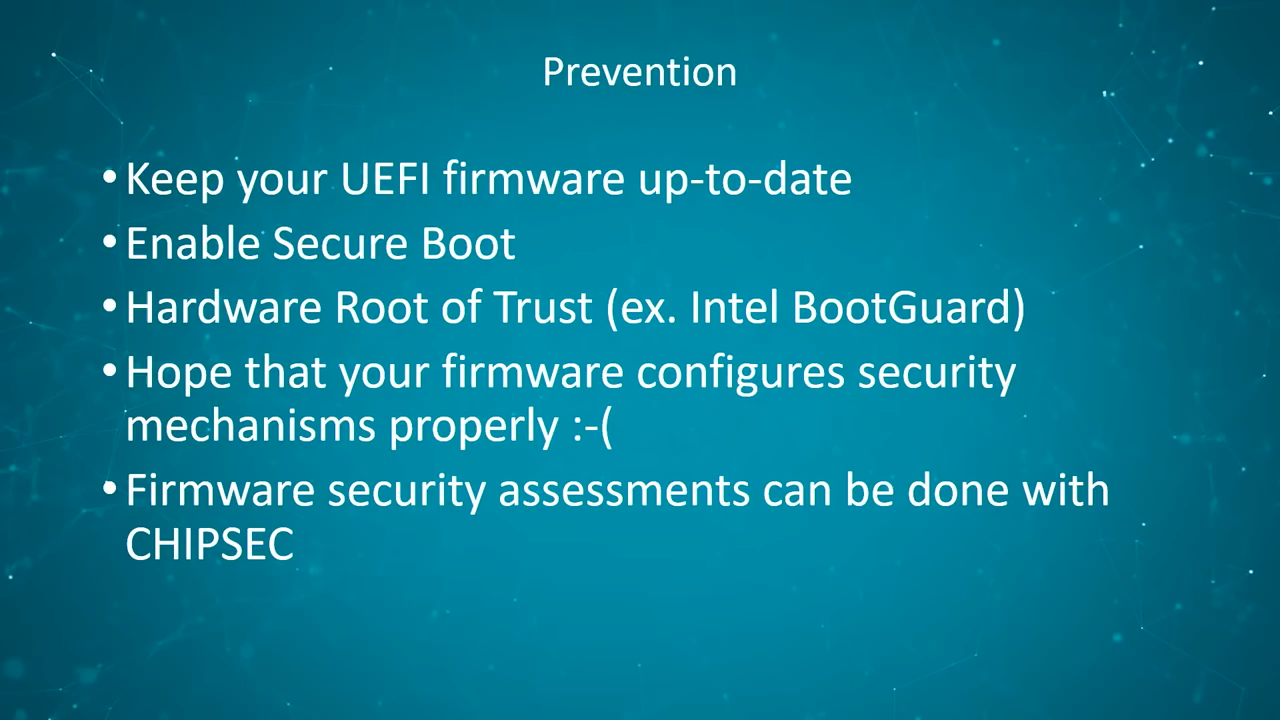 Prevention
•Keep your UEFI firmware up-to-date
•Enable Secure Boot
•Hardware Root of Trust (ex. Intel BootGuard)
•Hope that your firmware configures security
mechanisms properly :-(
•Firmware security assessments can be done with
CHIPSEC